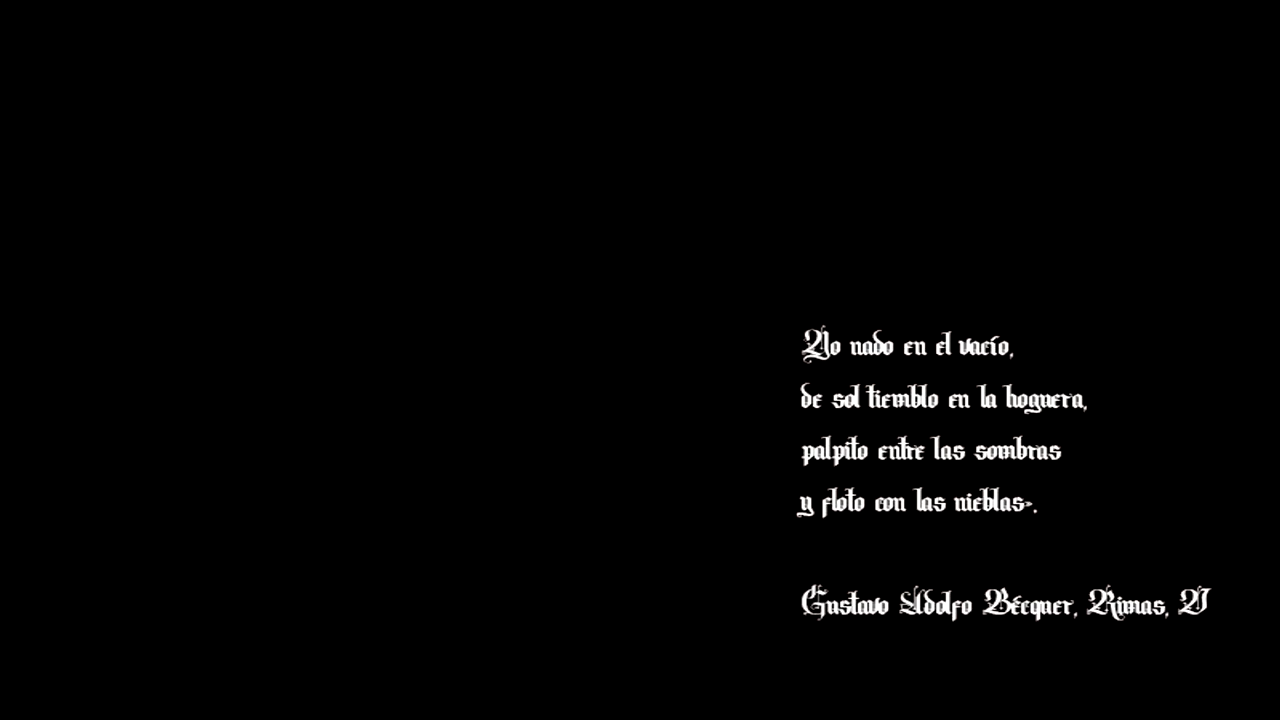 Yo nado en el vacío,
de sol tiemblo en la hoguera,
palpito entre las sombras
y floto con las nieblas».
Gustavo Adolfo Bécquer, Rimas, V